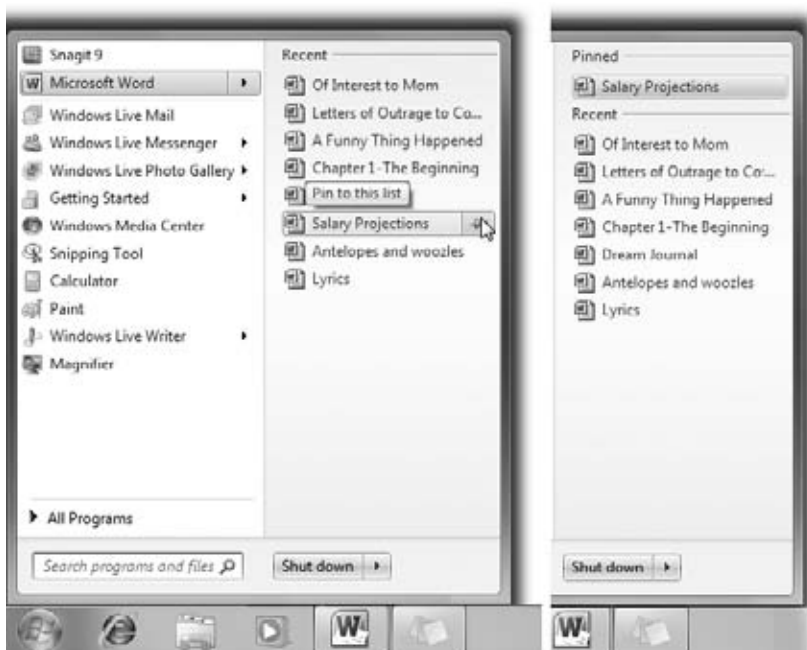 Snagit 9
Microsoft Word
Windows Live Mail
Windows Live Messenger
Windows Live Photo Gallery
Getting Started
Windows Media Center
Snipping Tool
Calculator
Paint
Windows Live Writer
Magnifier
All Programs
Search programs and files
Recent
Of Interest to Mom
Letters of Outrage to Co...
A Funny Thing Happened
Chapter 1-The Beginning
Pin to this list
Salary Projections
Antelopes and woozles
Lyrics
Shut down
Pinned
Salary Projections
Recent
Of Interest to Mom
Letters of Outrage to Co...
A Funny Thing Happened
Chapter 1-The Beginning
Dream Journal
Antelopes and woozles
Lyrics
Shut down